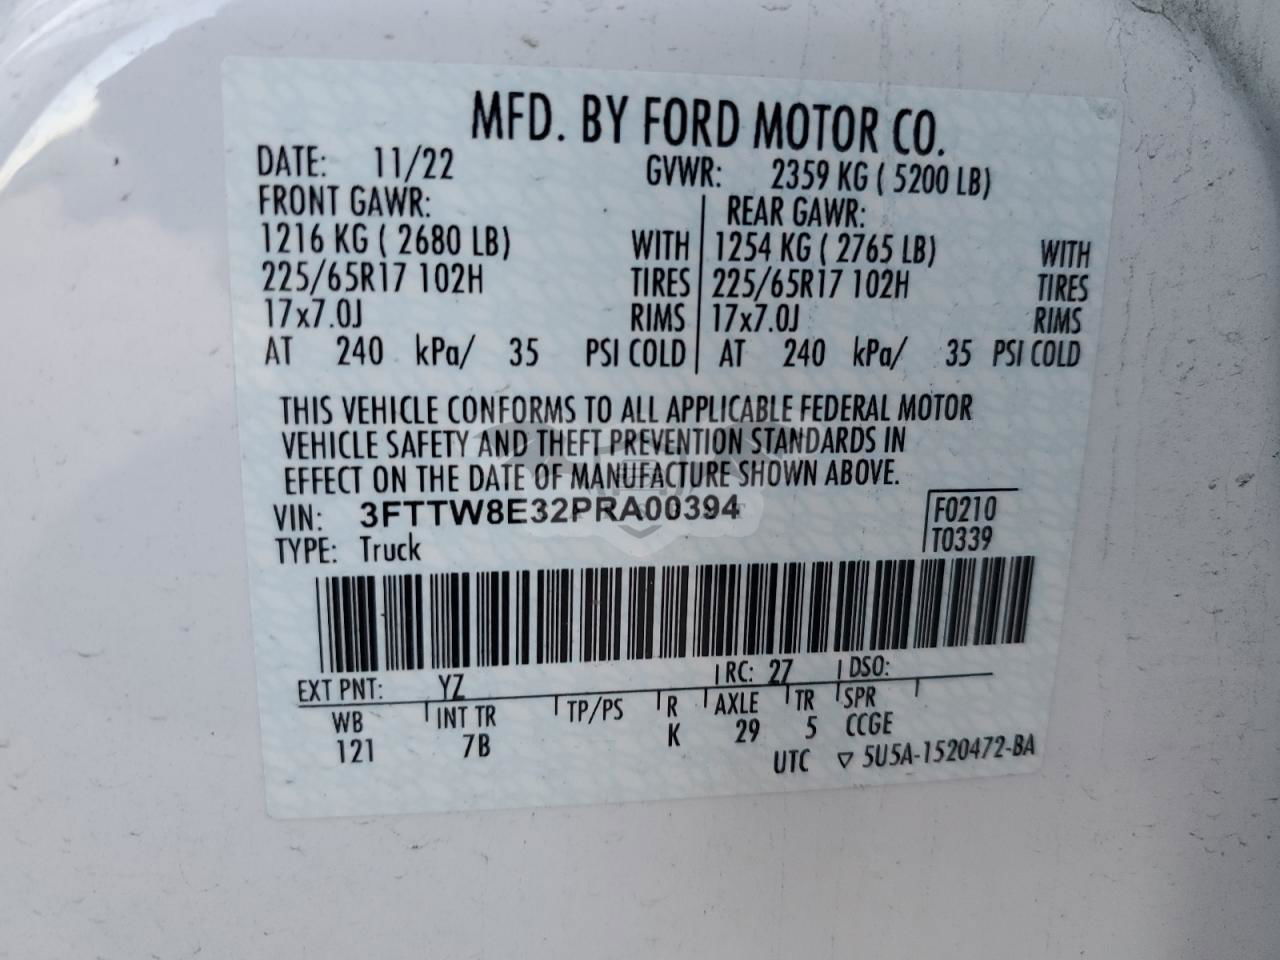 MFD. BY FORD MOTOR CO.
DATE: 11/22 GVWR: 2359 KG ( 5200 LB)
FRONT GAWR: REAR GAWR:
1216 KG ( 2680 LB) WITH 1254 KG ( 2765 LB) WITH
225/65R17 102H TIRES 225/65R17 102H TIRES
17x7.0J RIMS 17x7.0J RIMS
AT 240 kPa/ 35 PSI COLD AT 240 kPa/ 35 PSI COLD
THIS VEHICLE CONFORMS TO ALL APPLICABLE FEDERAL MOTOR
VEHICLE SAFETY AND THEFT PREVENTION STANDARDS IN
EFFECT ON THE DATE OF MANUFACTURE SHOWN ABOVE.
VIN: 3FTTW8E32PRA00394 F0210
TYPE: Truck T0339
EXT PNT: YZ RC: 27 DSO:
WB INT TR TP/PS R AXLE TR SPR
121 7B K 29 5 CCGE
UTC ▽ 5U5A-1520472-BA